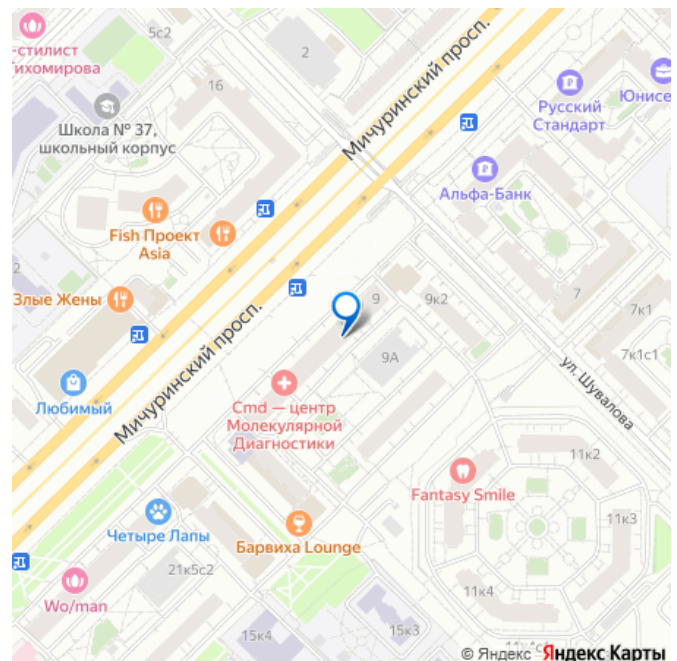 5с2
-стилист
ихомирова
2
Мичуринский просп.
16
Школа № 37,
школьный корпус
Русский
Стандарт
Юнисе
Альфа-Банк
Fish Проект
Asia
Злые Жены
9
9к2
7
7к1
7к1с1
9А
ул. Шувалова
Мичуринский просп.
Любимый
Cmd — центр
Молекулярной
Диагностики
11к2
Fantasy Smile
11к3
Четыре Лапы
Барвиха Lounge
21к5с2
Wo/man
11к4
15к4
15к3
© Яндекс Яндекс Карты